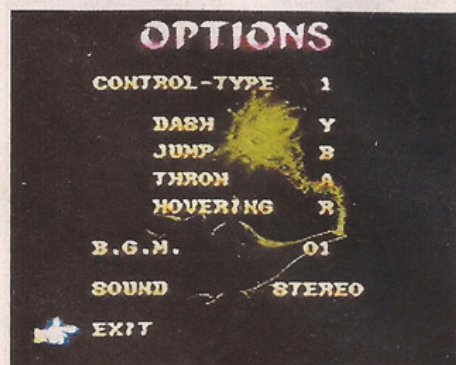 OPTIONS
CONTROL-TYPE 1
DASH Y
JUMP B
THROW A
HOVERING R
B.G.M. 01
SOUND STEREO
EXIT